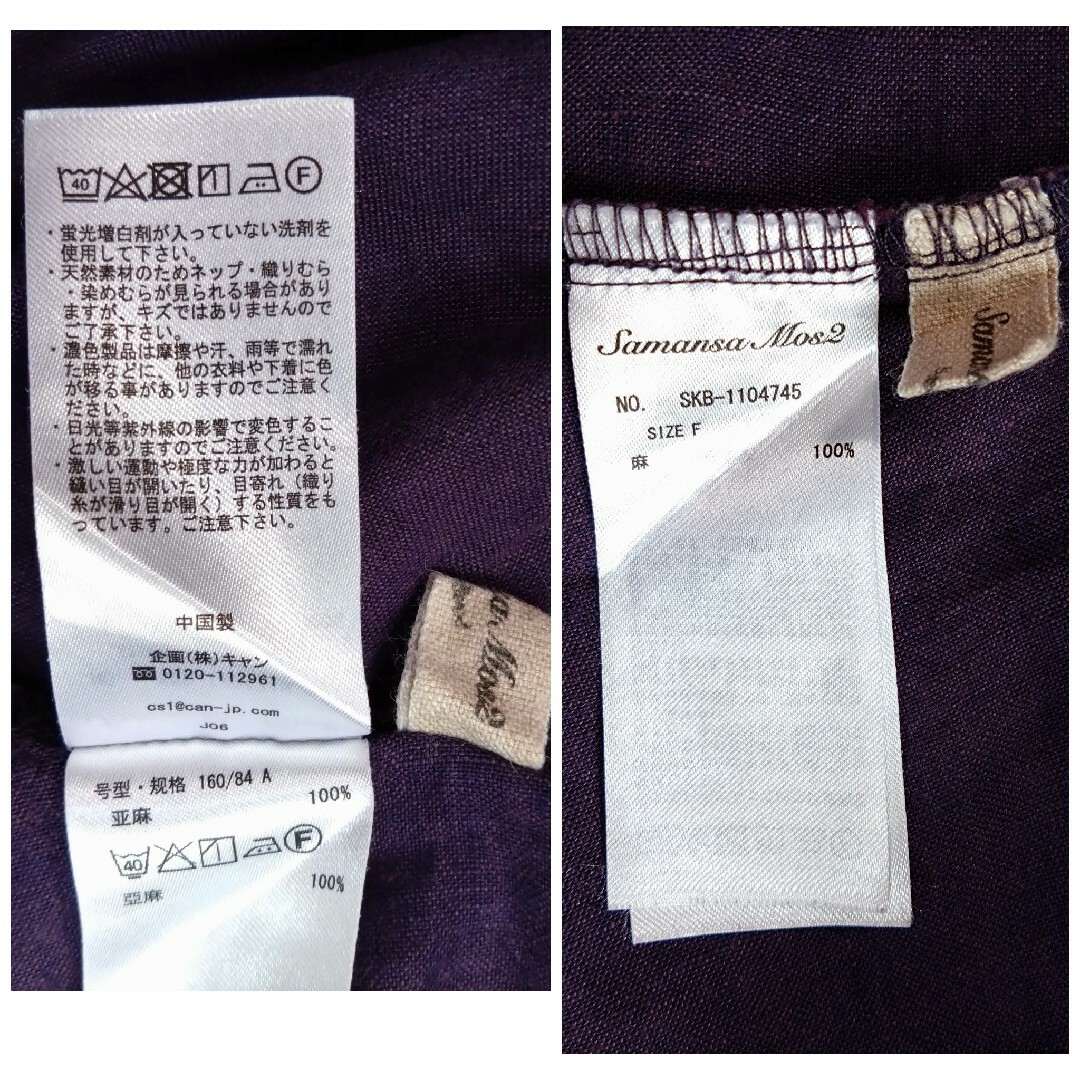 40
F
・蛍光増白剤が入っていない洗剤を
使用して下さい。
・天然素材のためネップ・織りむら
・染めむらが見られる場合があり
ますが、キズではありませんので
ご了承下さい。
・濃色製品は摩擦や汗、雨等で濡れ
た時などに、他の衣料や下着に色
が移る事がありますのでご注意く
ださい。
・日光等紫外線の影響で変色するこ
とがありますのでご注意ください。
・激しい運動や極度な力が加わると
縫い目が開いたり、目寄れ（織り
糸が滑り目が開く）する性質をも
っています。ご注意下さい。
中国製
企画(株)キャン
0120-112961
cs1@can-jp.com
J06
号型・规格 160/84 A
亚麻 100%
40
F
亞麻 100%
Mos2
Samansa Mos2
NO. SKB-1104745
SIZE F
麻 100%